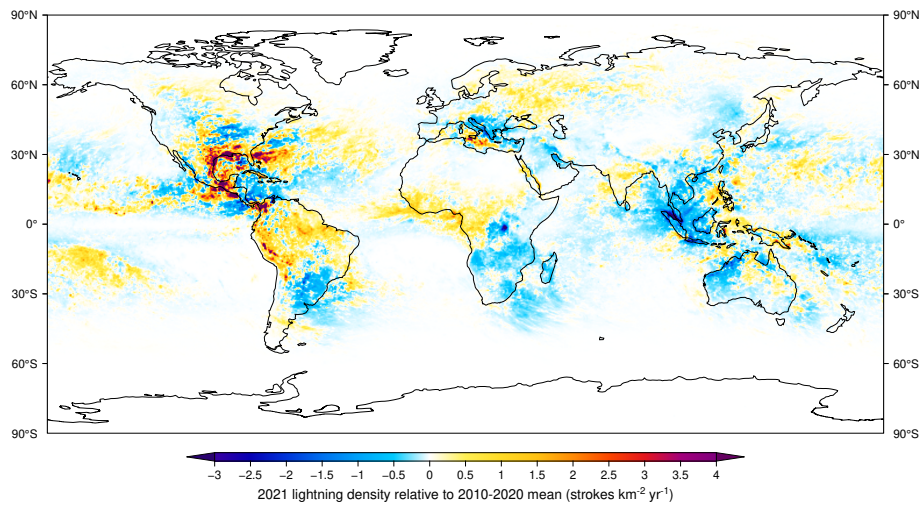 90°N 90°N
60°N 60°N
30°N 30°N
0° 0°
30°S 30°S
60°S 60°S
90°S 90°S
−3 −2.5 −2 −1.5 −1 −0.5 0 0.5 1 1.5 2 2.5 3 3.5 4
2021 lightning density relative to 2010-2020 mean (strokes km⁻² yr⁻¹)